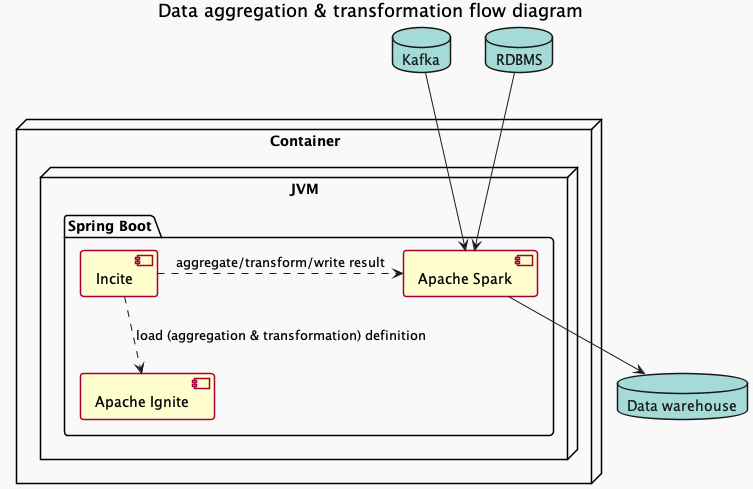 Data aggregation & transformation flow diagram
Kafka
RDBMS
Container
JVM
Spring Boot
Incite
aggregate/transform/write result
Apache Spark
load (aggregation & transformation) definition
Apache Ignite
Data warehouse